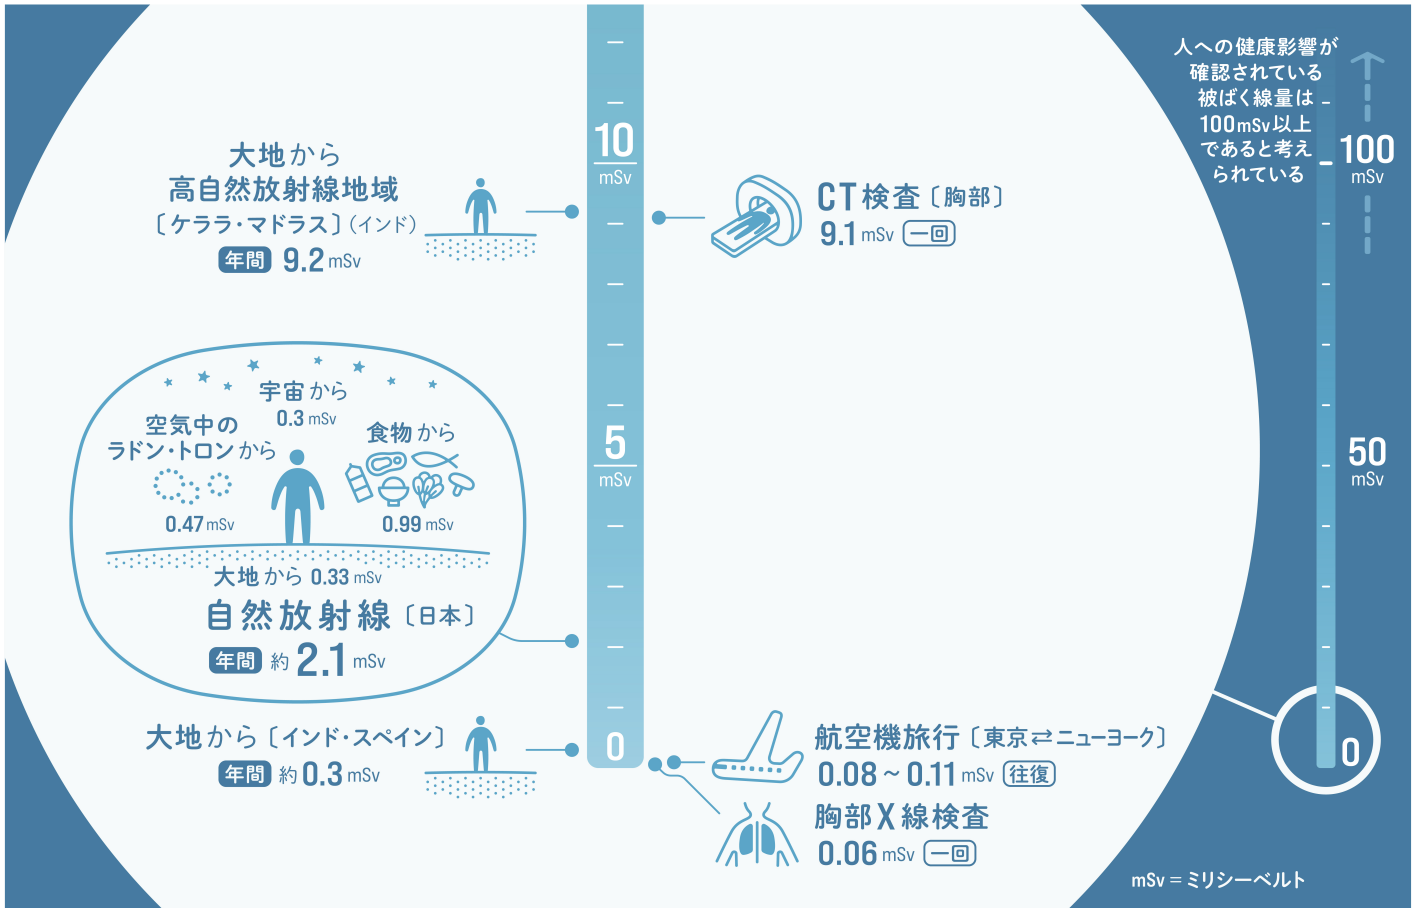 大地から
高自然放射線地域
〔ケララ・マドラス〕(インド)
年間 9.2 mSv
宇宙から
0.3 mSv
空気中の
ラドン・トロンから
0.47 mSv
食物から
0.99 mSv
大地から 0.33 mSv
自然放射線〔日本〕
年間 約2.1 mSv
大地から〔インド・スペイン〕
年間 約0.3 mSv
10
mSv
5
mSv
0
CT検査〔胸部〕
9.1 mSv 一回
航空機旅行〔東京⇄ニューヨーク〕
0.08~0.11 mSv 往復
胸部X線検査
0.06 mSv 一回
人への健康影響が
確認されている
被ばく線量は
100mSv以上
であると考え
られている
100
mSv
50
mSv
0
mSv=ミリシーベルト